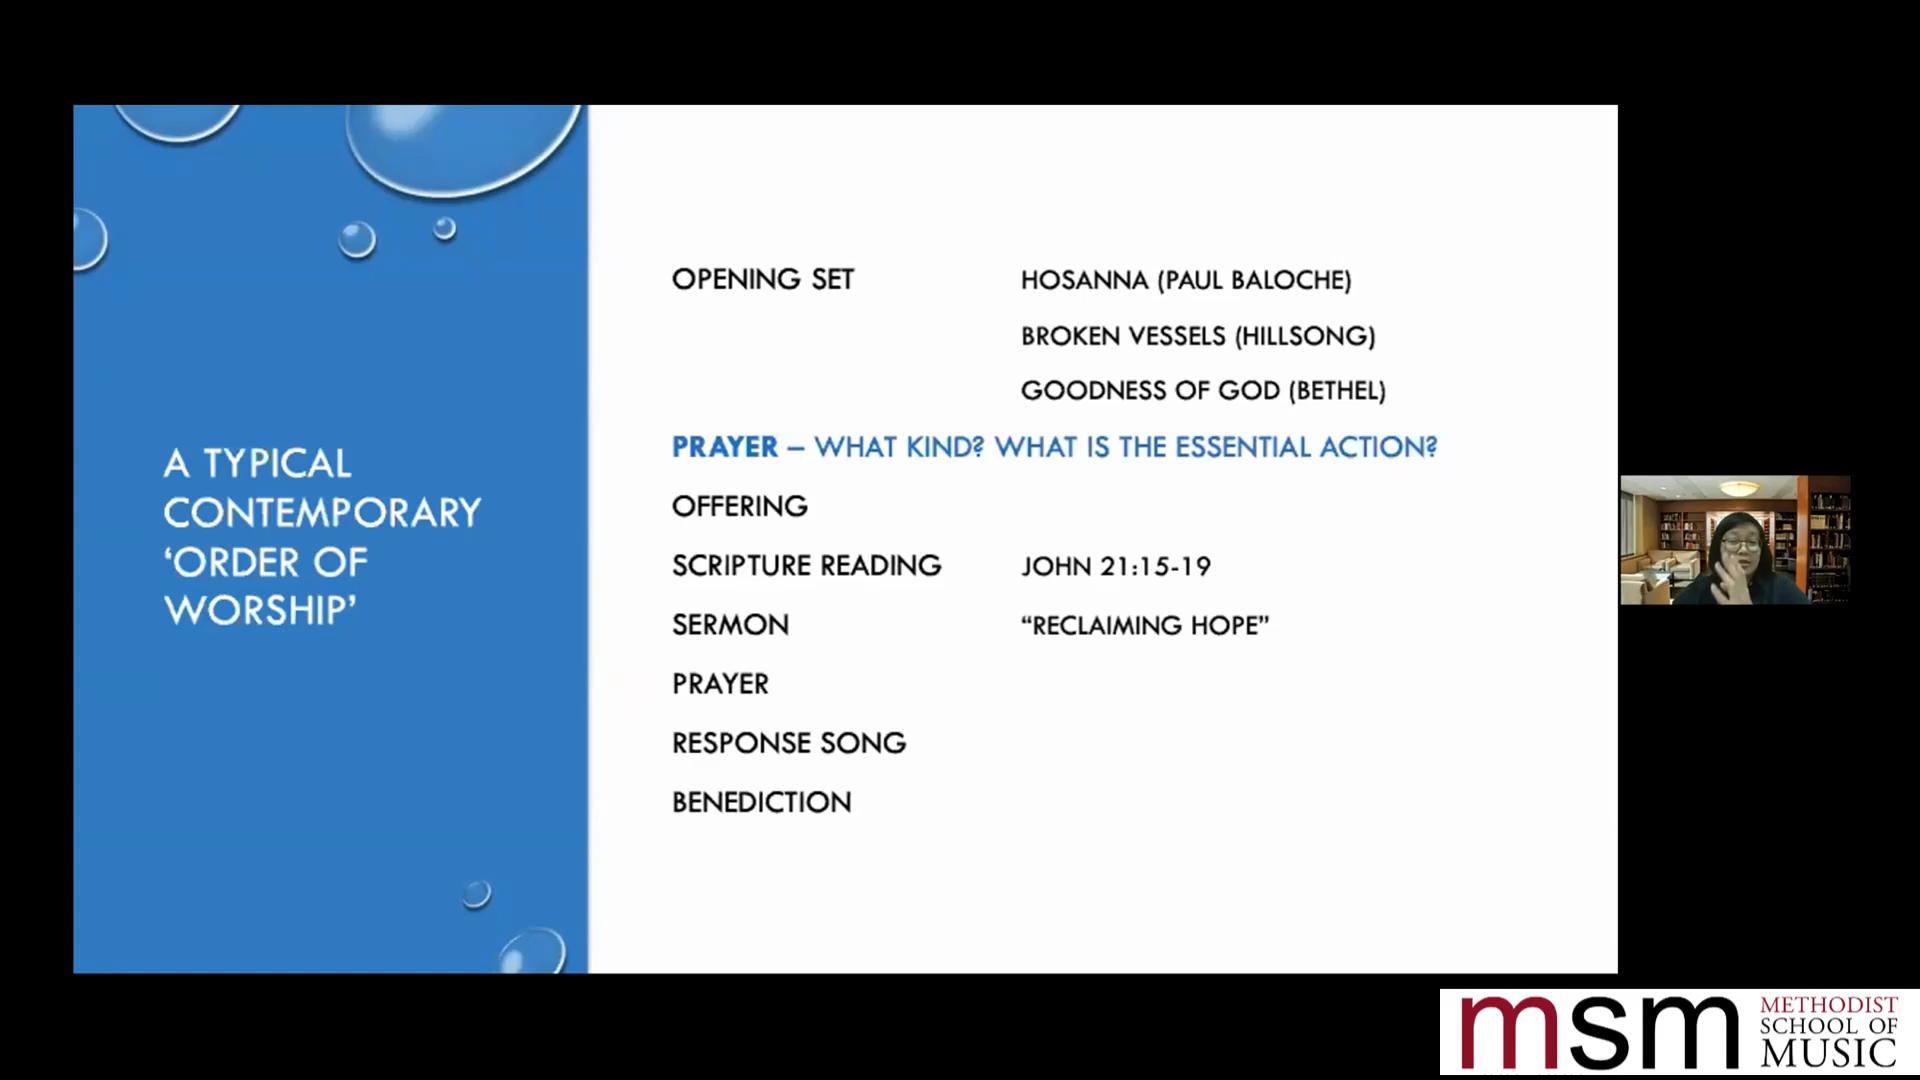 A TYPICAL
CONTEMPORARY
‘ORDER OF
WORSHIP’
OPENING SET HOSANNA (PAUL BALOCHE)
BROKEN VESSELS (HILLSONG)
GOODNESS OF GOD (BETHEL)
PRAYER – WHAT KIND? WHAT IS THE ESSENTIAL ACTION?
OFFERING
SCRIPTURE READING JOHN 21:15-19
SERMON “RECLAIMING HOPE”
PRAYER
RESPONSE SONG
BENEDICTION
msm METHODIST
SCHOOL OF
MUSIC